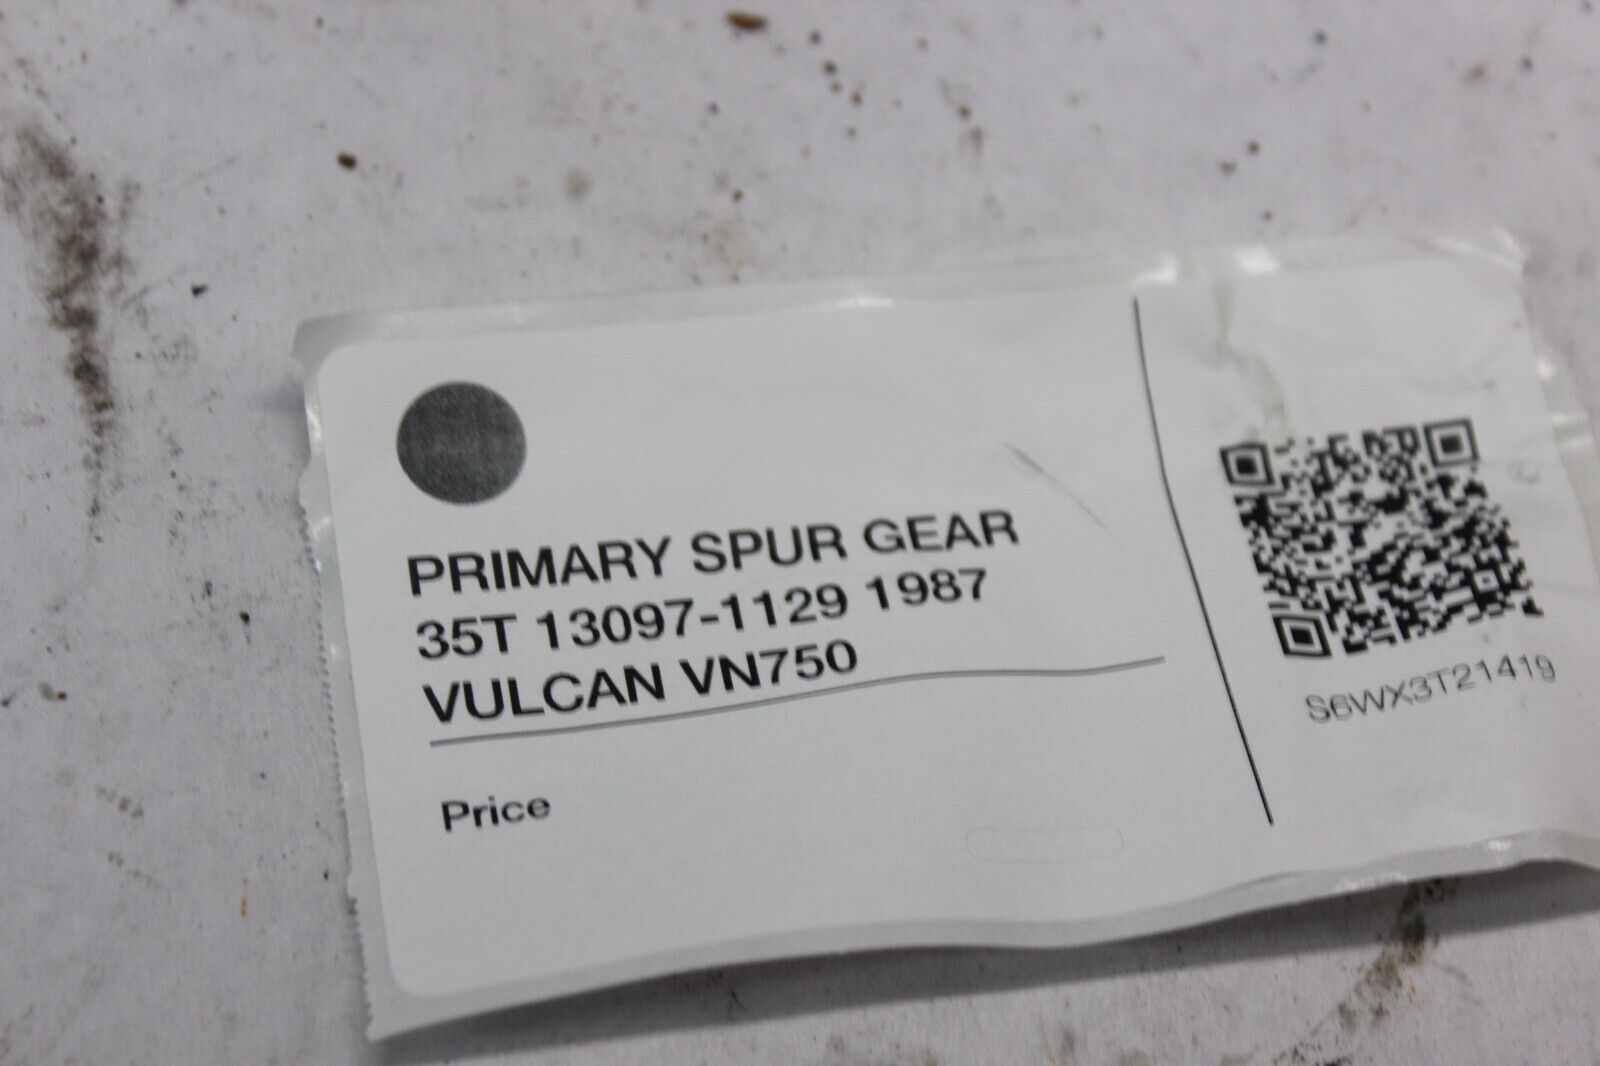 PRIMARY SPUR GEAR
35T 13097-1129 1987
VULCAN VN750
Price
S6WX3T21419